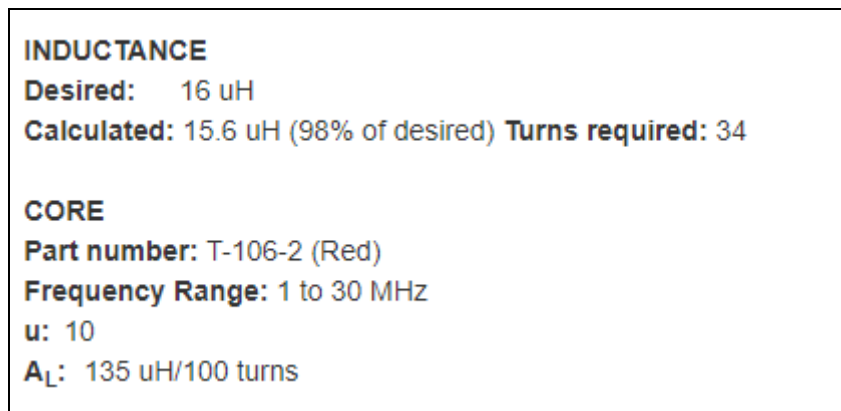 INDUCTANCE
Desired: 16 uH
Calculated: 15.6 uH (98% of desired) Turns required: 34
CORE
Part number: T-106-2 (Red)
Frequency Range: 1 to 30 MHz
u: 10
AL: 135 uH/100 turns